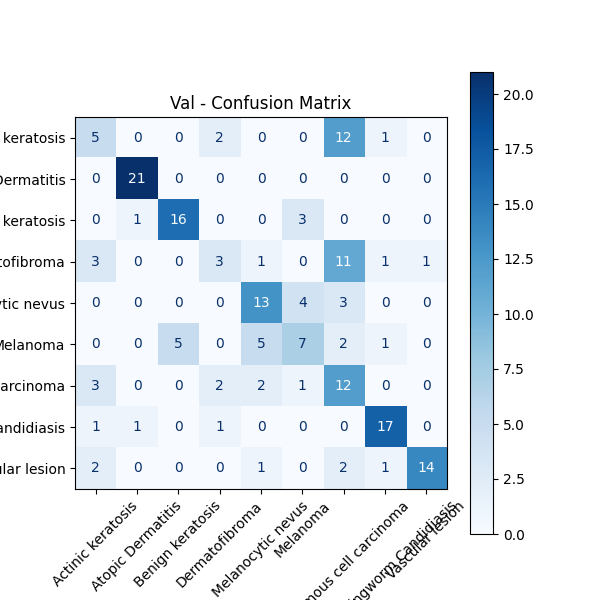 Val - Confusion Matrix
keratosis 5 0 0 2 0 0 12 1 0
Dermatitis 0 21 0 0 0 0 0 0 0
keratosis 0 1 16 0 0 3 0 0 0
tofibroma 3 0 0 3 1 0 11 1 1
tic nevus 0 0 0 0 13 4 3 0 0
Melanoma 0 0 5 0 5 7 2 1 0
arcinoma 3 0 0 2 2 1 12 0 0
andidiasis 1 1 0 1 0 0 0 17 0
ular lesion 2 0 0 0 1 0 2 1 14
Actinic keratosis
Atopic Dermatitis
Benign keratosis
Dermatofibroma
Melanocytic nevus
Melanoma
mous cell carcinoma
ngworm Candidiasis
Vascular lesion
20.0
17.5
15.0
12.5
10.0
7.5
5.0
2.5
0.0